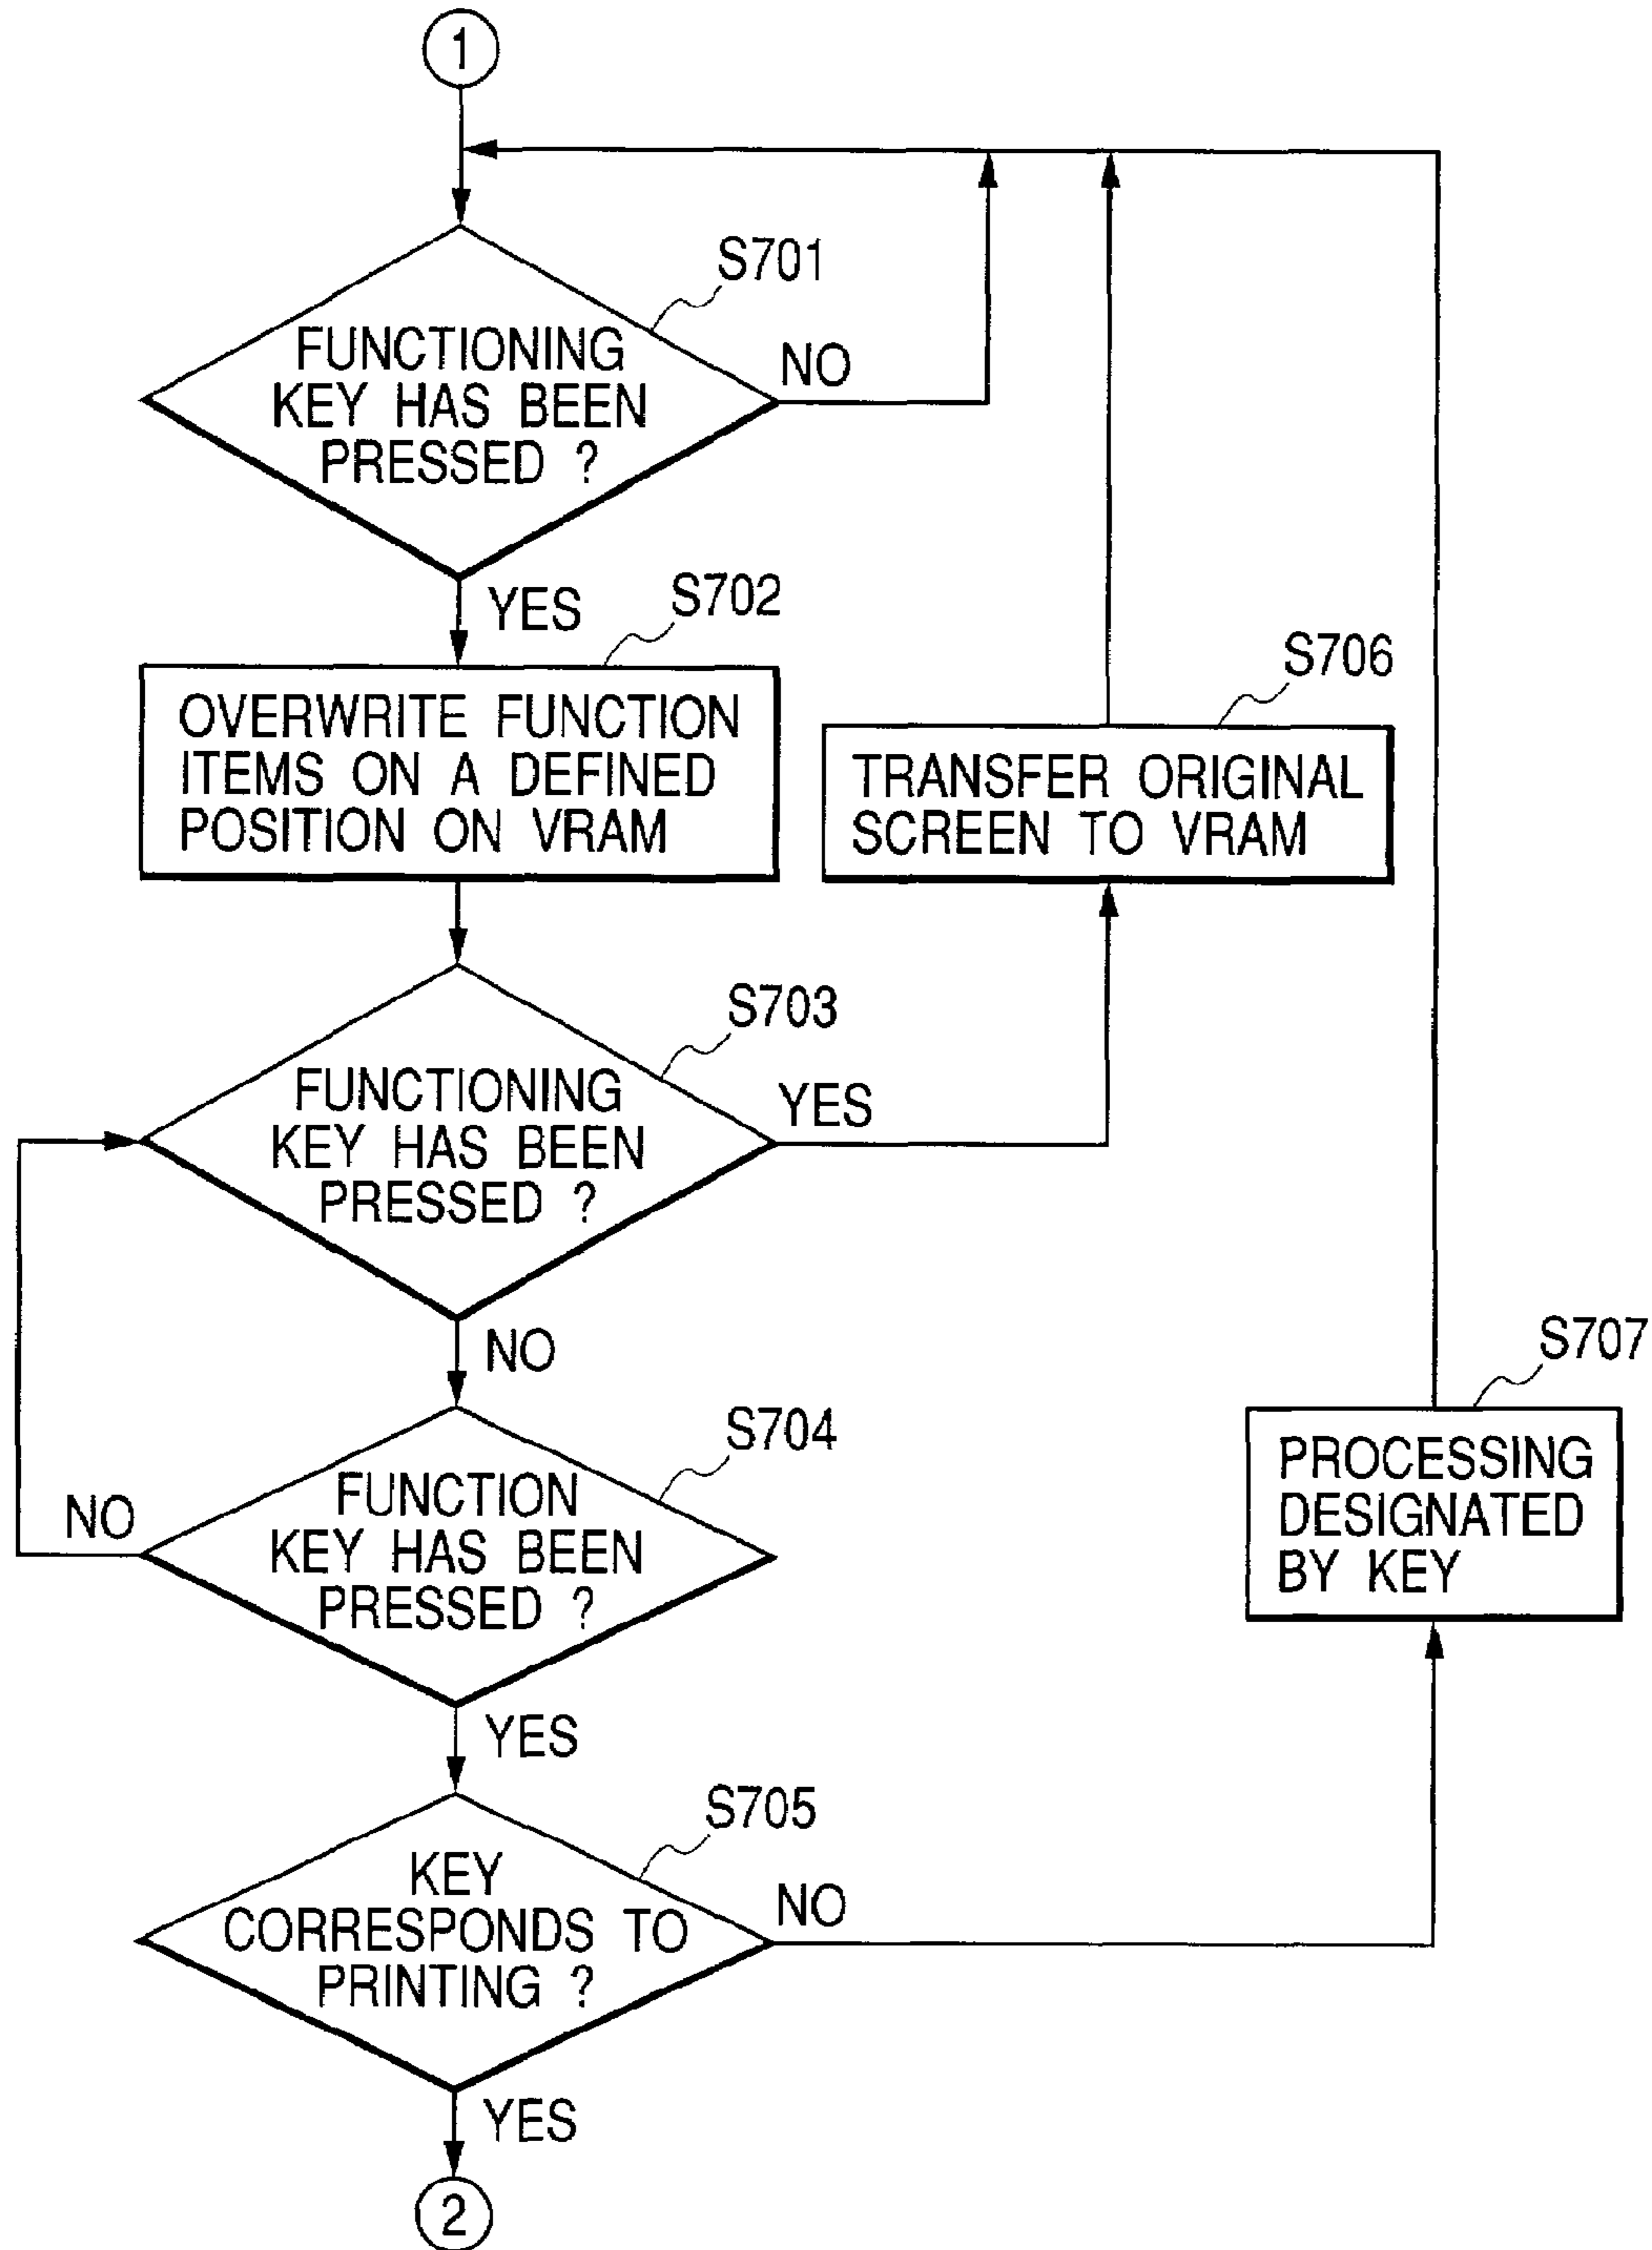 1
S701
FUNCTIONING
KEY HAS BEEN
PRESSED ?
NO
YES
S702
OVERWRITE FUNCTION
ITEMS ON A DEFINED
POSITION ON VRAM
S706
TRANSFER ORIGINAL
SCREEN TO VRAM
S703
FUNCTIONING
KEY HAS BEEN
PRESSED ?
YES
NO
S704
FUNCTION
KEY HAS BEEN
PRESSED ?
NO
YES
S707
PROCESSING
DESIGNATED
BY KEY
S705
KEY
CORRESPONDS TO
PRINTING ?
NO
YES
2